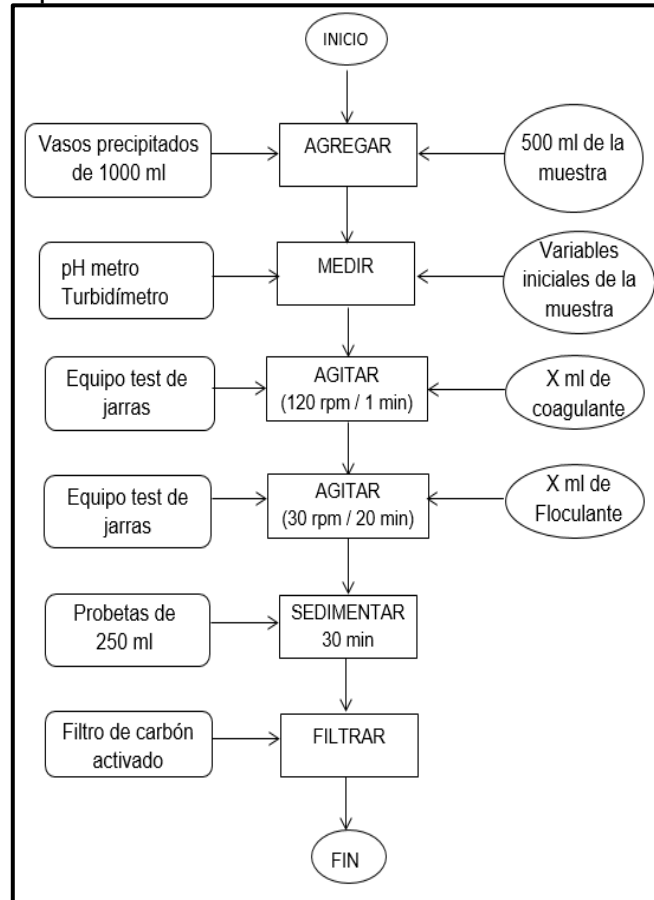 INICIO
Vasos precipitados
de 1000 ml
AGREGAR
500 ml de la
muestra
pH metro
Turbidímetro
MEDIR
Variables
iniciales de la
muestra
Equipo test de
jarras
AGITAR
(120 rpm / 1 min)
X ml de
coagulante
Equipo test de
jarras
AGITAR
(30 rpm / 20 min)
X ml de
Floculante
Probetas de
250 ml
SEDIMENTAR
30 min
Filtro de carbón
activado
FILTRAR
FIN